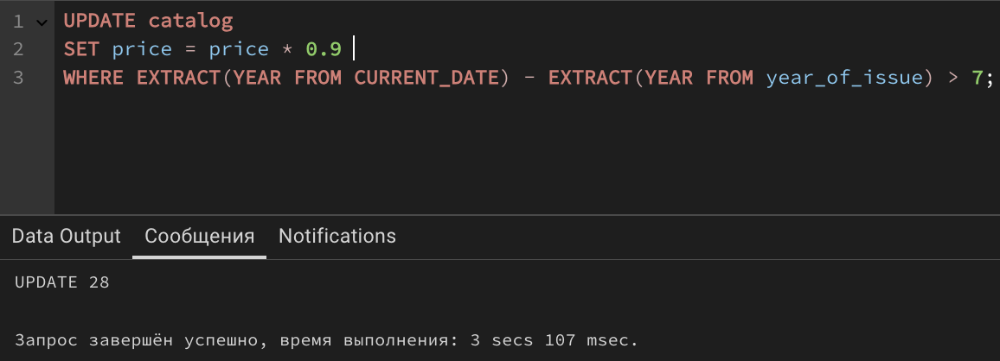 1 UPDATE catalog
2 SET price = price * 0.9
3 WHERE EXTRACT(YEAR FROM CURRENT_DATE) - EXTRACT(YEAR FROM year_of_issue) > 7;
Data Output Сообщения Notifications
UPDATE 28
Запрос завершён успешно, время выполнения: 3 secs 107 msec.